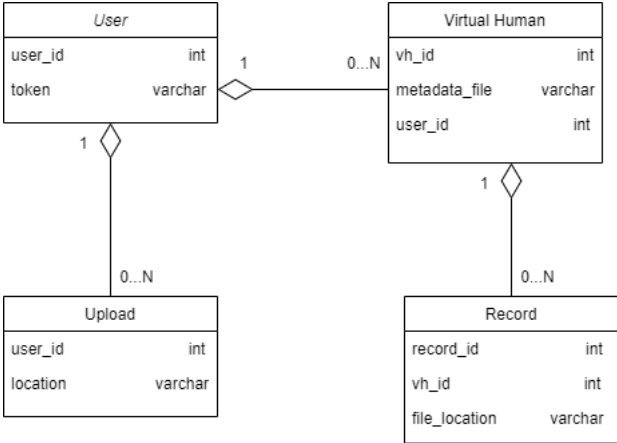 User
user_id int
token varchar
1
0...N
Virtual Human
vh_id int
metadata_file varchar
user_id int
1
0...N
1
0...N
Upload
user_id int
location varchar
Record
record_id int
vh_id int
file_location varchar